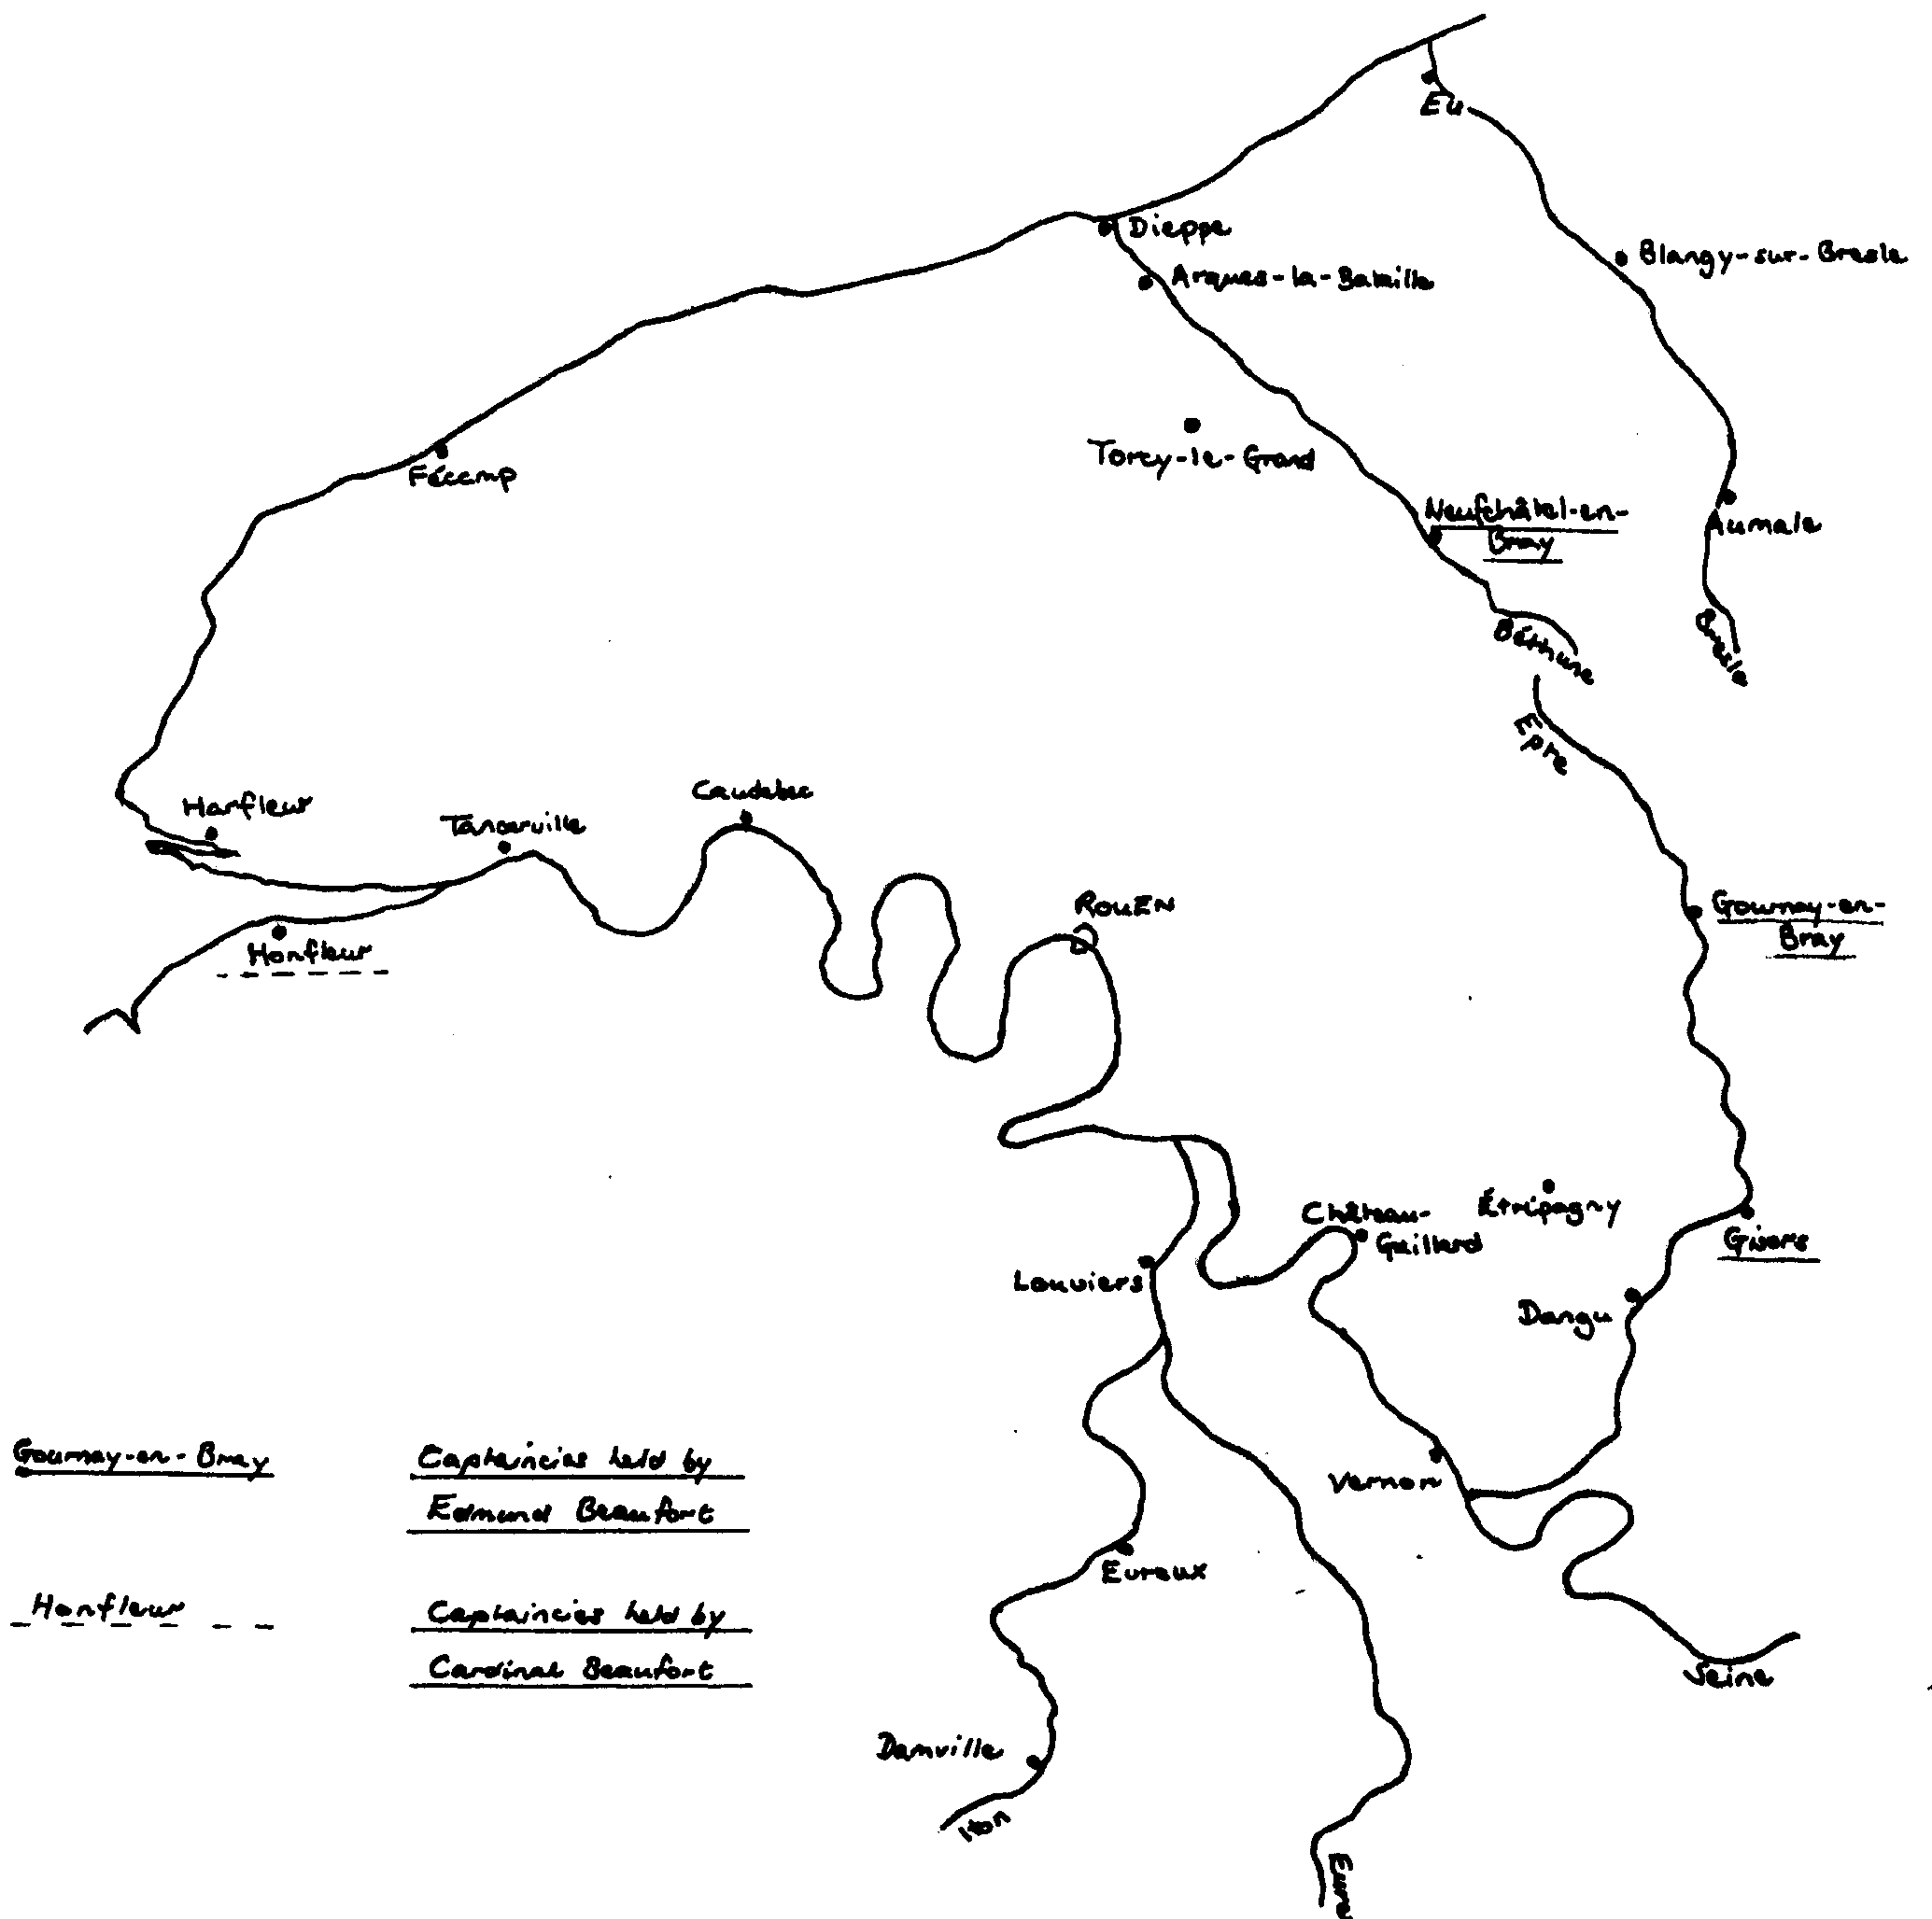 Eu
Dieppe
Blangy-sur-Bresle
Arques-la-Bataille
Torcy-le-Grand
Fécamp
Neufchâtel-en-
Bray
Aumale
Béthune
Bresle
Epte
Harfleur
Tancarville
Caudebec
ROUEN
Gournay-en-
Bray
Honfleur
Château-
Gaillard
Étrépagny
Gisors
Louviers
Dangu
Vernon
Gournay-en-Bray
Captaincies held by
Edmund Beaufort
Evreux
Honfleur
Captaincies held by
Cardinal Beaufort
Seine
Damville
Iton
Eure